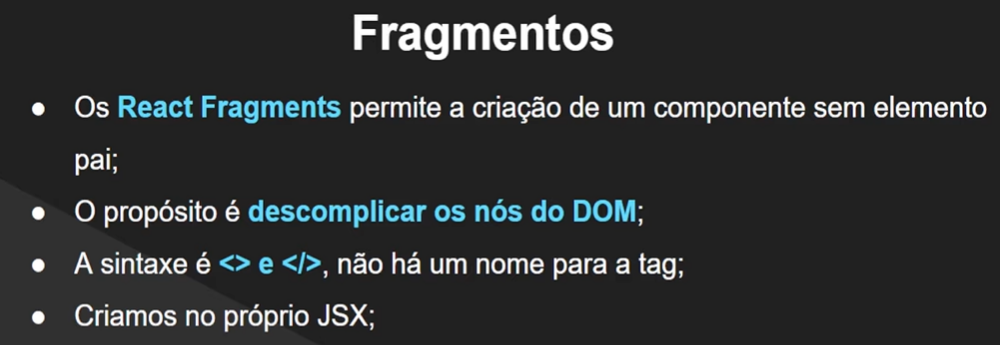 Fragmentos
● Os React Fragments permite a criação de um componente sem elemento
pai;
● O propósito é descomplicar os nós do DOM;
● A sintaxe é <> e </>, não há um nome para a tag;
● Criamos no próprio JSX;